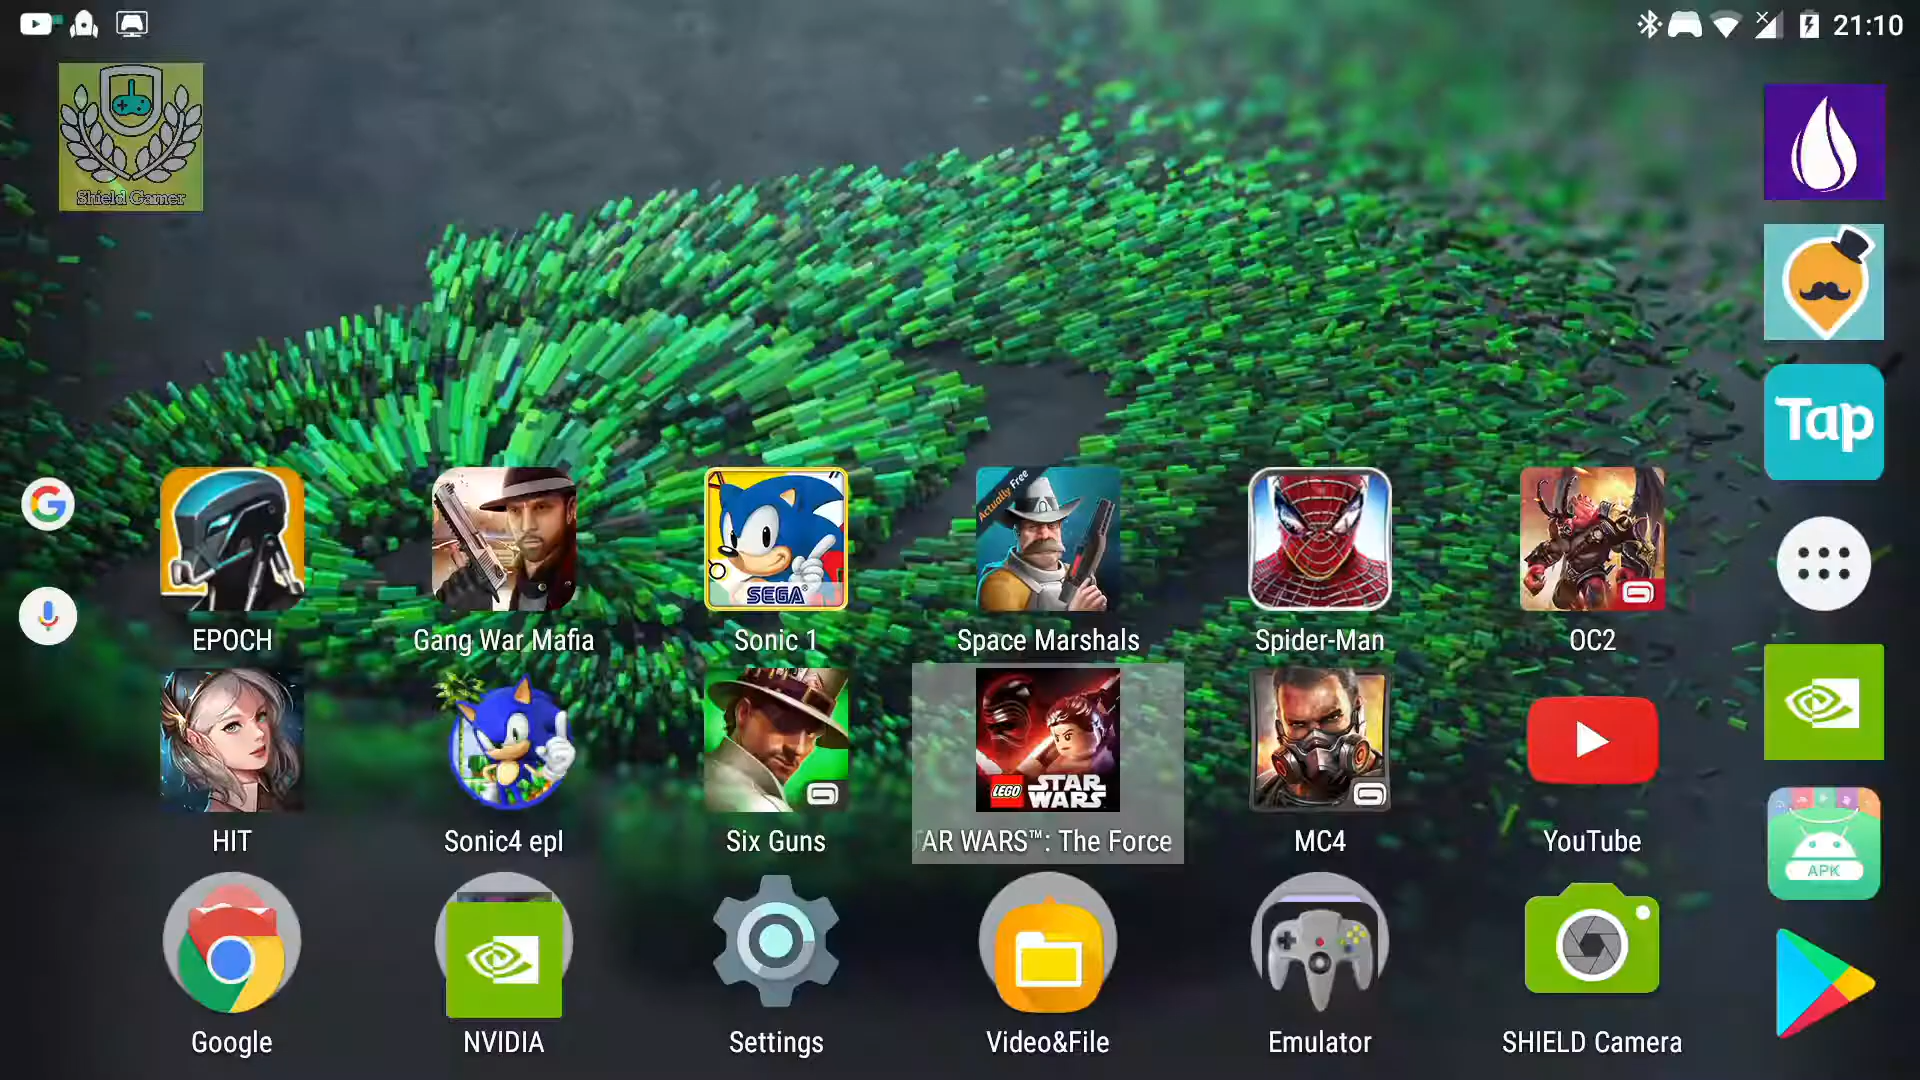 21:10
Shield Gamer
Tap
Actually Free
SEGA
EPOCH
Gang War Mafia
Sonic 1
Space Marshals
Spider-Man
OC2
LEGO
STAR
WARS
HIT
Sonic4 epI
Six Guns
AR WARS™: The Force
MC4
YouTube
APK
Google
NVIDIA
Settings
Video&File
Emulator
SHIELD Camera